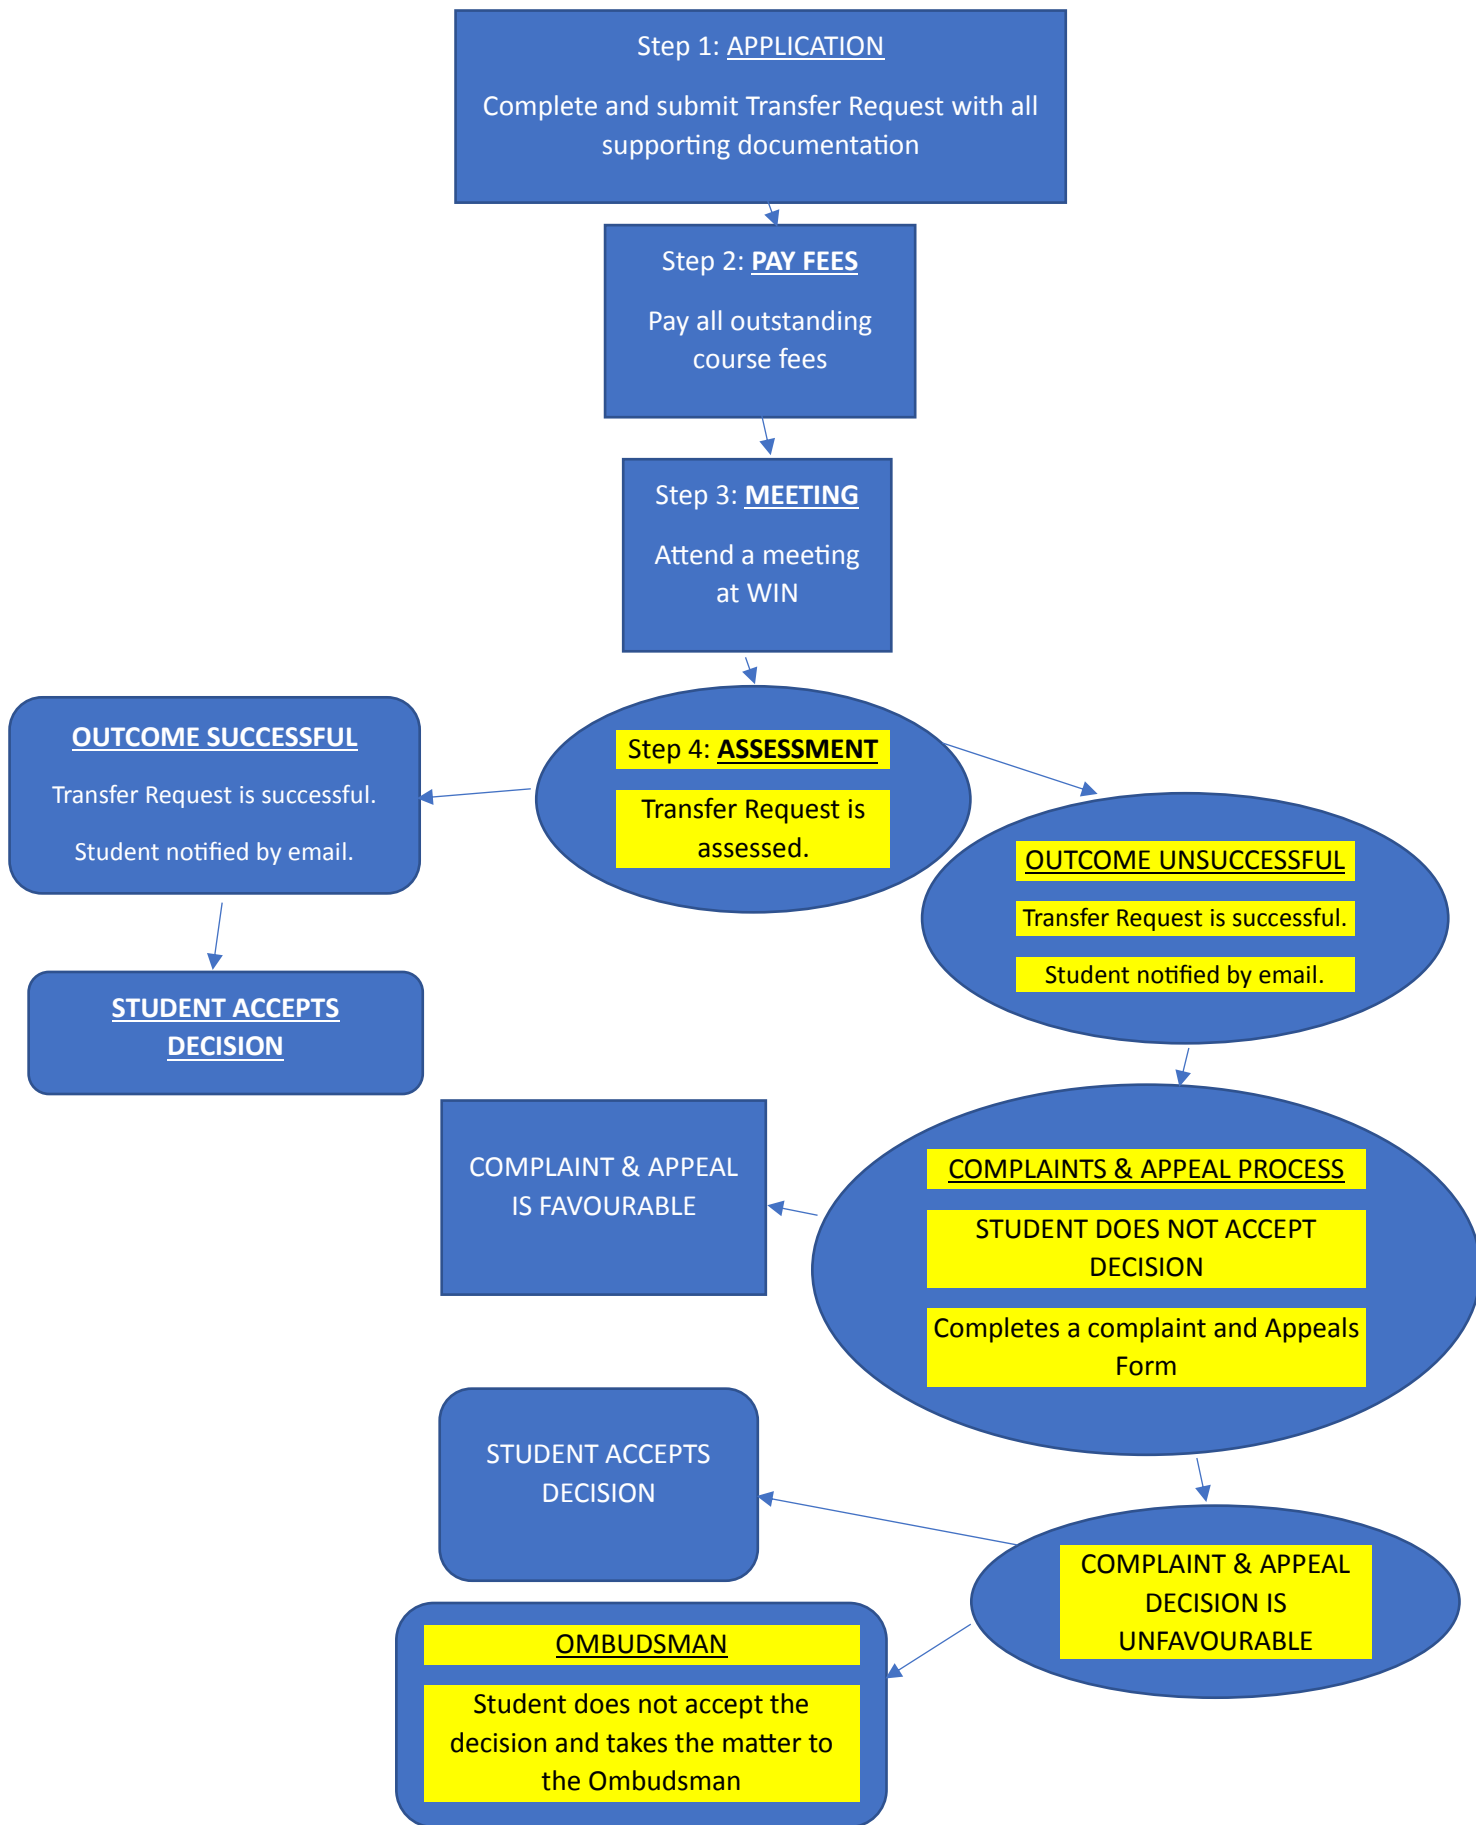 Step 1: APPLICATION
Complete and submit Transfer Request with all
supporting documentation
Step 2: PAY FEES
Pay all outstanding
course fees
Step 3: MEETING
Attend a meeting
at WIN
OUTCOME SUCCESSFUL
Transfer Request is successful.
Student notified by email.
Step 4: ASSESSMENT
Transfer Request is
assessed.
OUTCOME UNSUCCESSFUL
Transfer Request is successful.
Student notified by email.
STUDENT ACCEPTS
DECISION
COMPLAINT & APPEAL
IS FAVOURABLE
COMPLAINTS & APPEAL PROCESS
STUDENT DOES NOT ACCEPT
DECISION
Completes a complaint and Appeals
Form
STUDENT ACCEPTS
DECISION
COMPLAINT & APPEAL
DECISION IS
UNFAVOURABLE
OMBUDSMAN
Student does not accept the
decision and takes the matter to
the Ombudsman